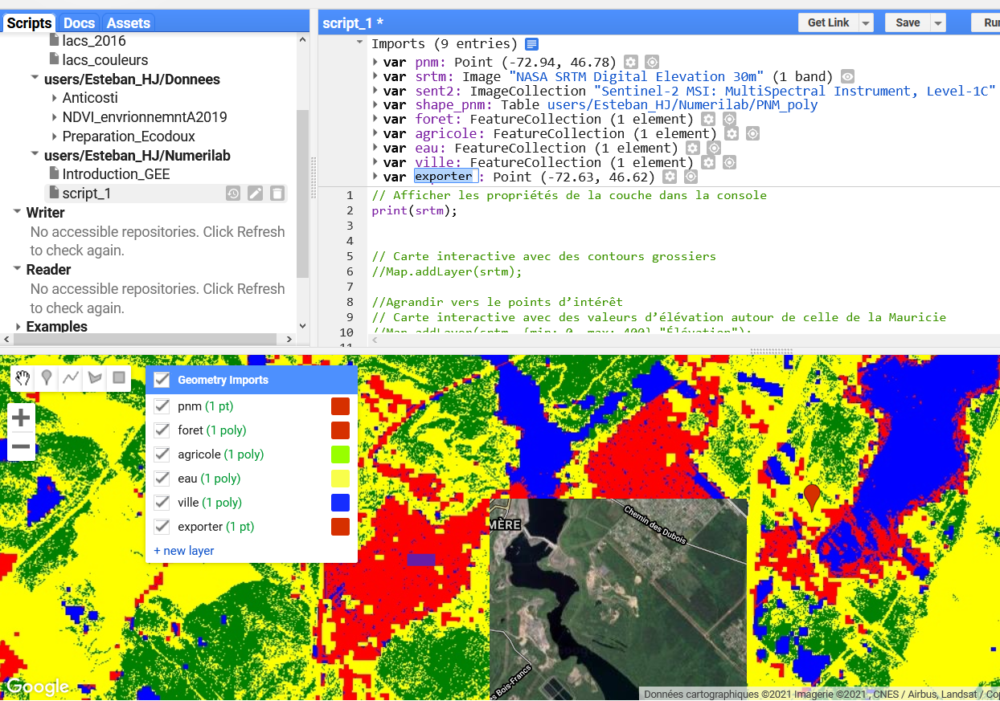 Scripts Docs Assets
lacs_2016
lacs_couleurs
users/Esteban_HJ/Donnees
Anticosti
NDVI_envrionnemntA2019
Preparation_Ecodoux
users/Esteban_HJ/Numerilab
Introduction_GEE
script_1
Writer
No accessible repositories. Click Refresh
to check again.
Reader
No accessible repositories. Click Refresh
to check again.
Examples
script_1 *
Get Link Save Run
Imports (9 entries)
var pnm: Point (-72.94, 46.78)
var srtm: Image "NASA SRTM Digital Elevation 30m" (1 band)
var sent2: ImageCollection "Sentinel-2 MSI: MultiSpectral Instrument, Level-1C"
var shape_pnm: Table users/Esteban_HJ/Numerilab/PNM_poly
var foret: FeatureCollection (1 element)
var agricole: FeatureCollection (1 element)
var eau: FeatureCollection (1 element)
var ville: FeatureCollection (1 element)
var exporter : Point (-72.63, 46.62)
1 // Afficher les propriétés de la couche dans la console
2 print(srtm);
3
4
5 // Carte interactive avec des contours grossiers
6 //Map.addLayer(srtm);
7
8 //Agrandir vers le points d’intérêt
9 // Carte interactive avec des valeurs d’élévation autour de celle de la Mauricie
10 //Map.addLayer(srtm, {min: 0, max: 400},"Élévation");
11
Geometry Imports
pnm (1 pt)
foret (1 poly)
agricole (1 poly)
eau (1 poly)
ville (1 poly)
exporter (1 pt)
+ new layer
MÈRE
Chemin des Dubois
s Bois-Francs
Google
Données cartographiques ©2021 Imagerie ©2021 , CNES / Airbus, Landsat / Cop